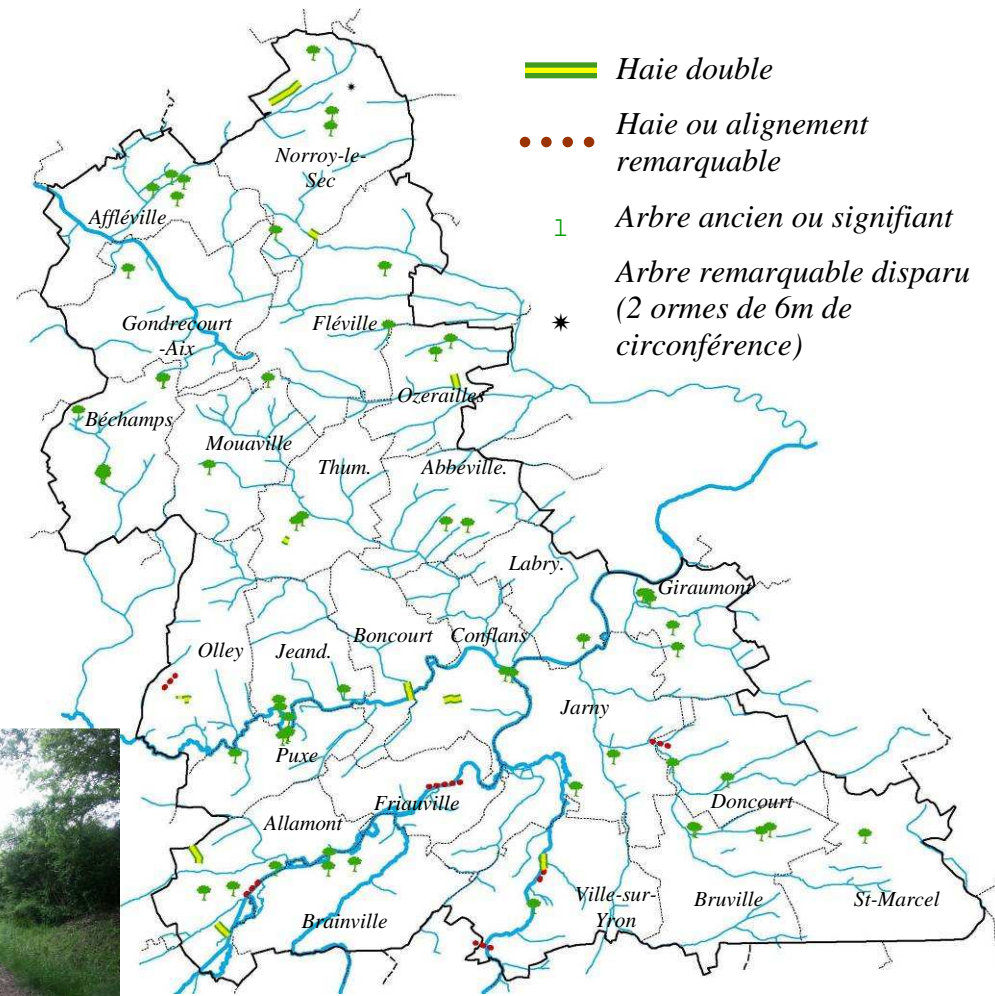 Haie double
Haie ou alignement
remarquable
1 Arbre ancien ou signifiant
Arbre remarquable disparu
(2 ormes de 6m de
circonférence)
Norroy-le-
Sec
Affléville
Gondrecourt
-Aix
Fléville
Ozerailles
Béchamps
Mouaville
Thum.
Abbéville.
Labry.
Giraumont
Olley
Jeand.
Boncourt
Conflans
Jarny
Puxe
Friauville
Allamont
Doncourt
Brainville
Ville-sur-
Yron
Bruville
St-Marcel